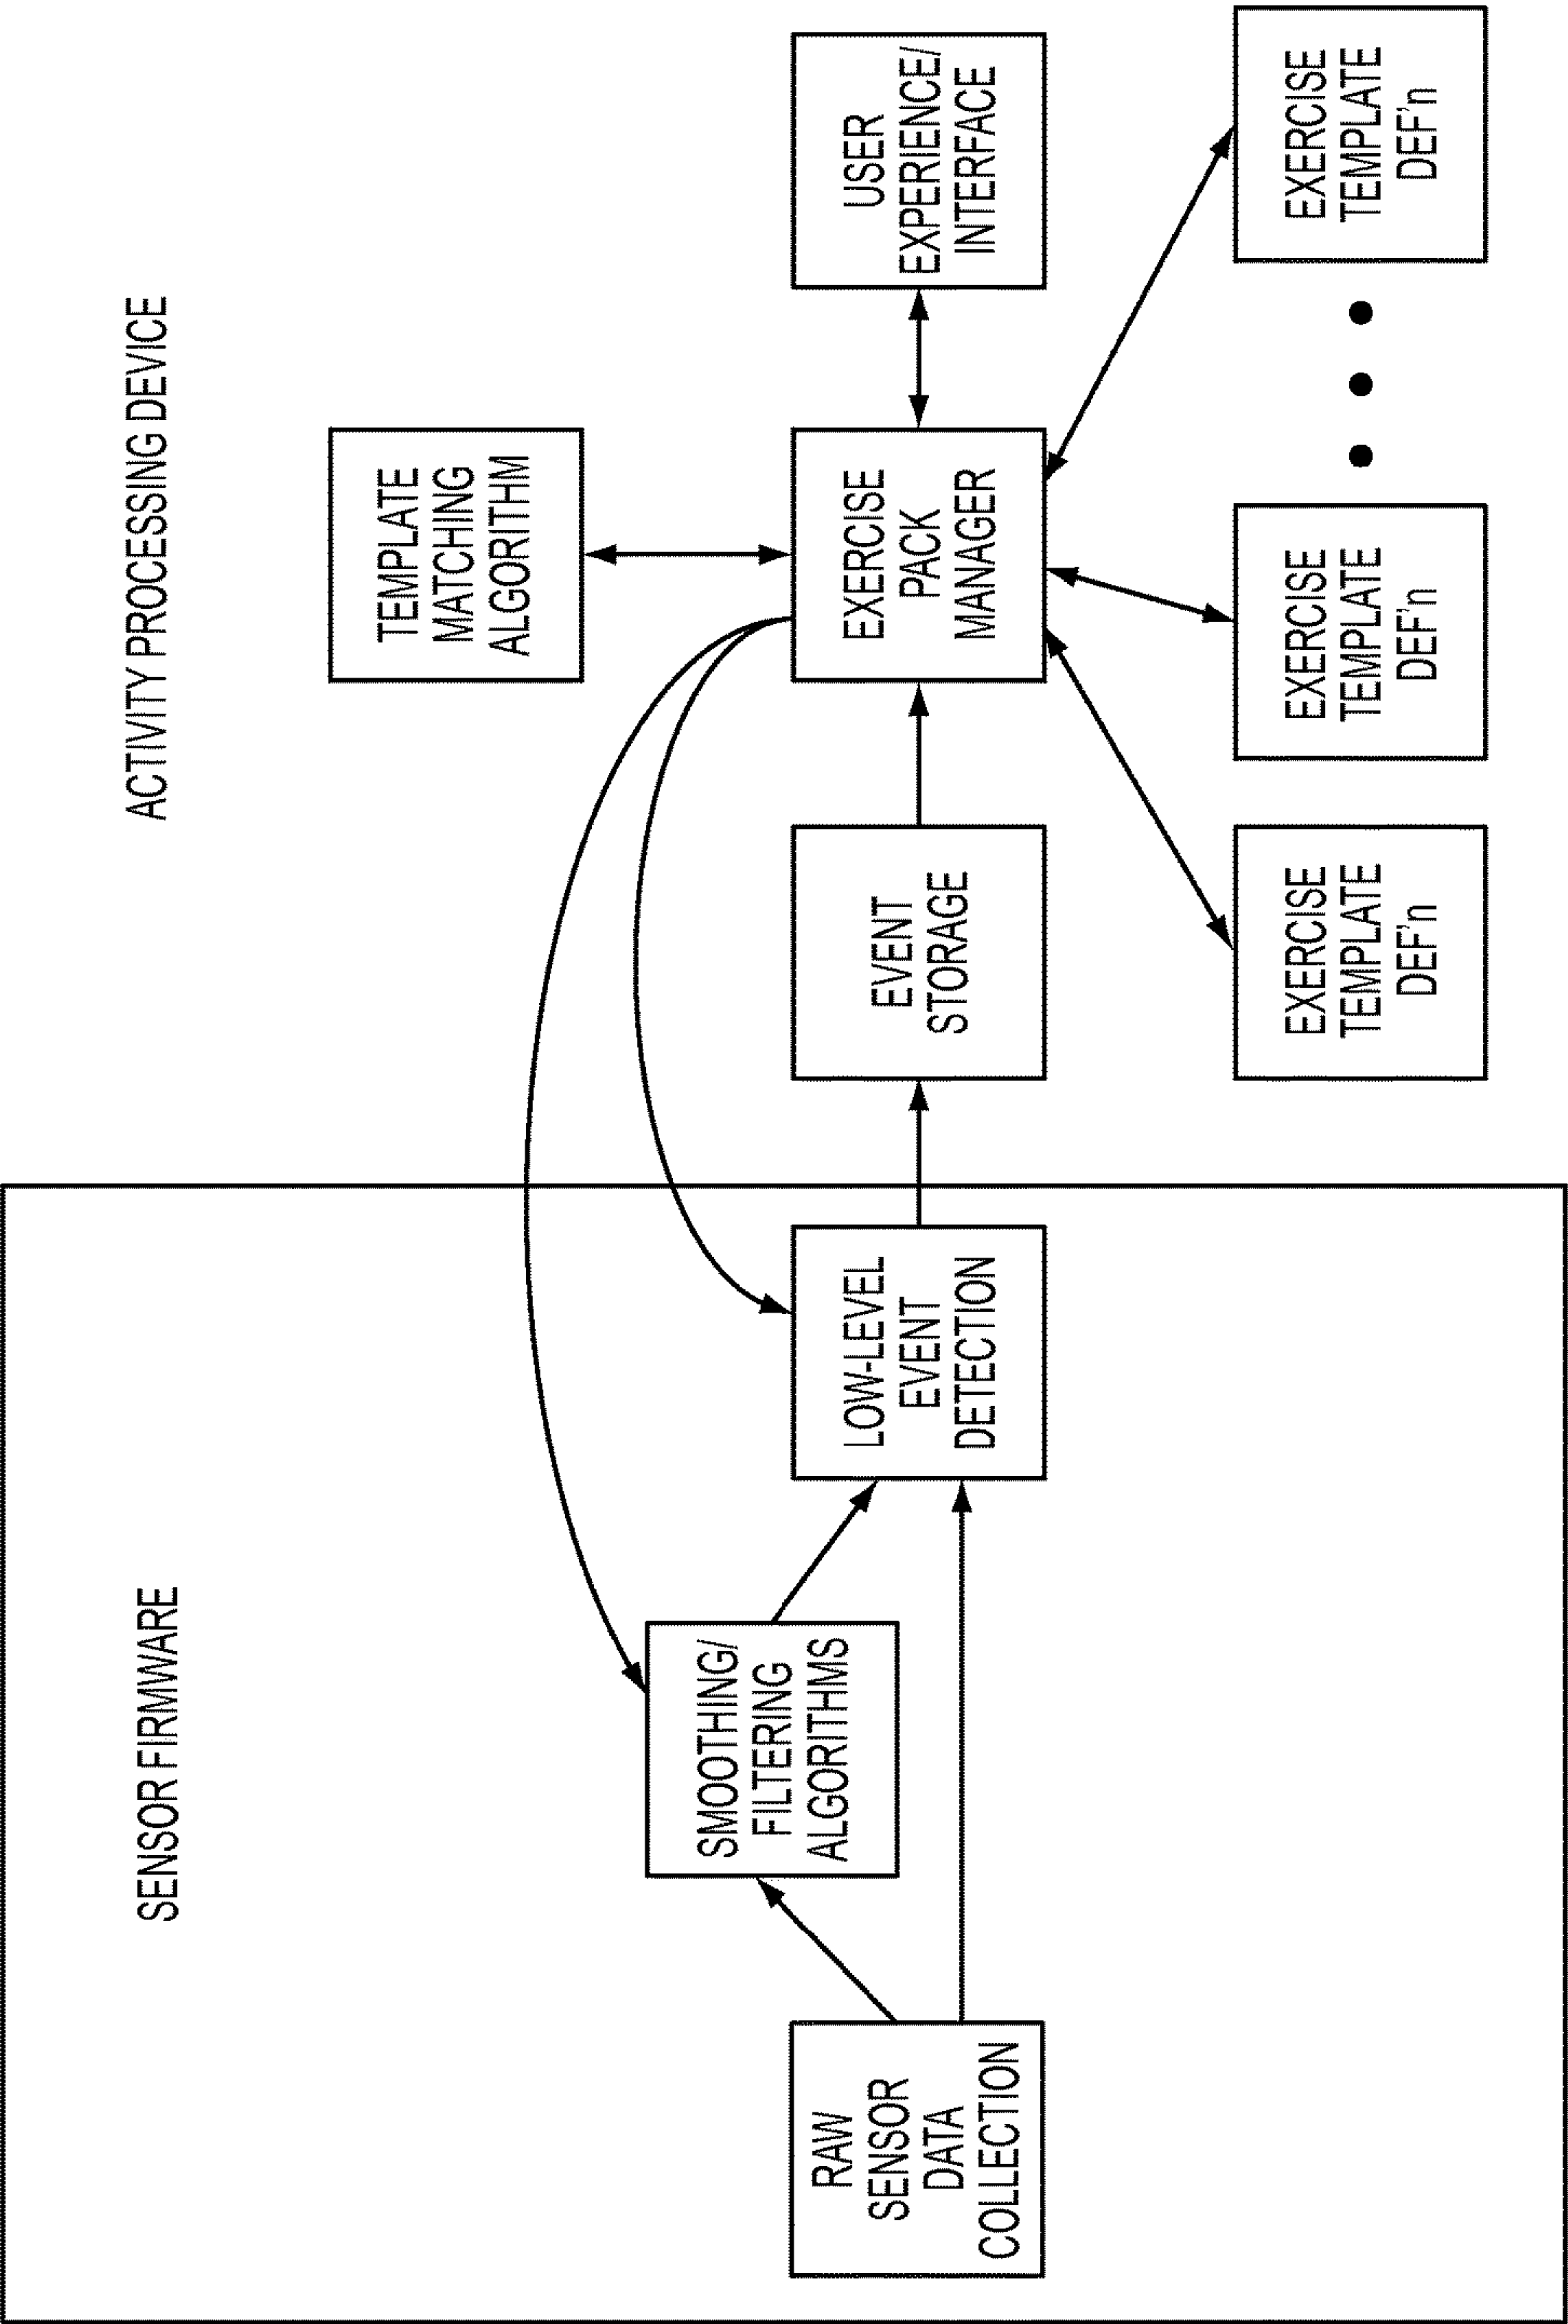 SENSOR FIRMWARE
ACTIVITY PROCESSING DEVICE
RAW
SENSOR
DATA
COLLECTION
SMOOTHING/
FILTERING
ALGORITHMS
LOW-LEVEL
EVENT
DETECTION
EVENT
STORAGE
TEMPLATE
MATCHING
ALGORITHM
EXERCISE
PACK
MANAGER
USER
EXPERIENCE/
INTERFACE
EXERCISE
TEMPLATE
DEF'n
EXERCISE
TEMPLATE
DEF'n
EXERCISE
TEMPLATE
DEF'n